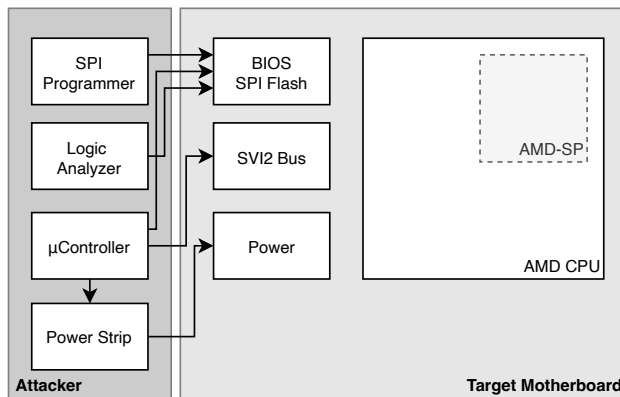 SPI
Programmer
Logic
Analyzer
µController
Power Strip
Attacker
BIOS
SPI Flash
SVI2 Bus
Power
AMD-SP
AMD CPU
Target Motherboard